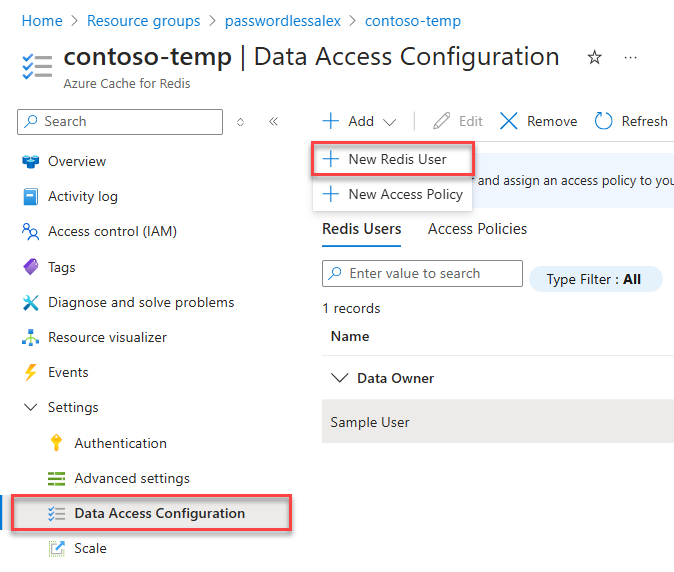 Home > Resource groups > passwordlessalex > contoso-temp
contoso-temp | Data Access Configuration
Azure Cache for Redis
Search
Add
Edit
Remove
Refresh
New Redis User
New Access Policy
and assign an access policy to you
Overview
Activity log
Access control (IAM)
Tags
Diagnose and solve problems
Resource visualizer
Events
Settings
Authentication
Advanced settings
Data Access Configuration
Scale
Redis Users
Access Policies
Enter value to search
Type Filter : All
1 records
Name
Data Owner
Sample User